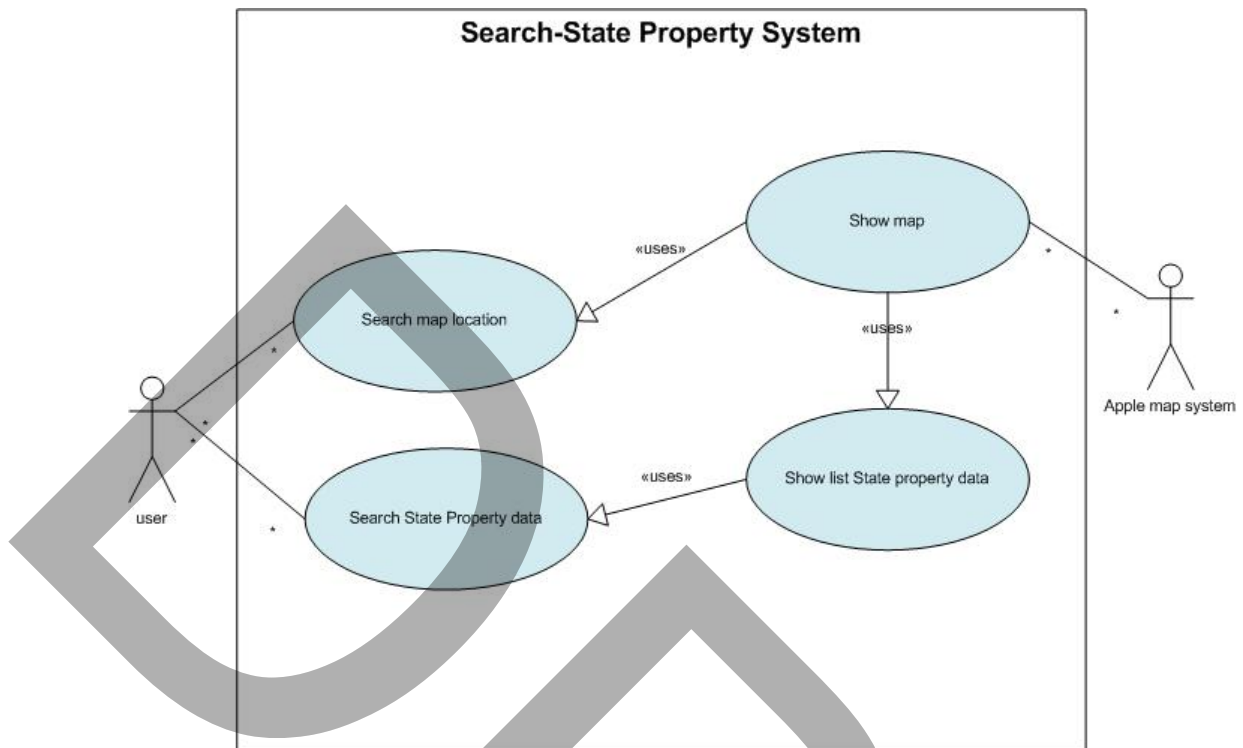 Search-State Property System
Show map
«uses»
Search map location
*
*
«uses»
*
Apple map system
*
*
«uses»
Show list State property data
Search State Property data
user
*